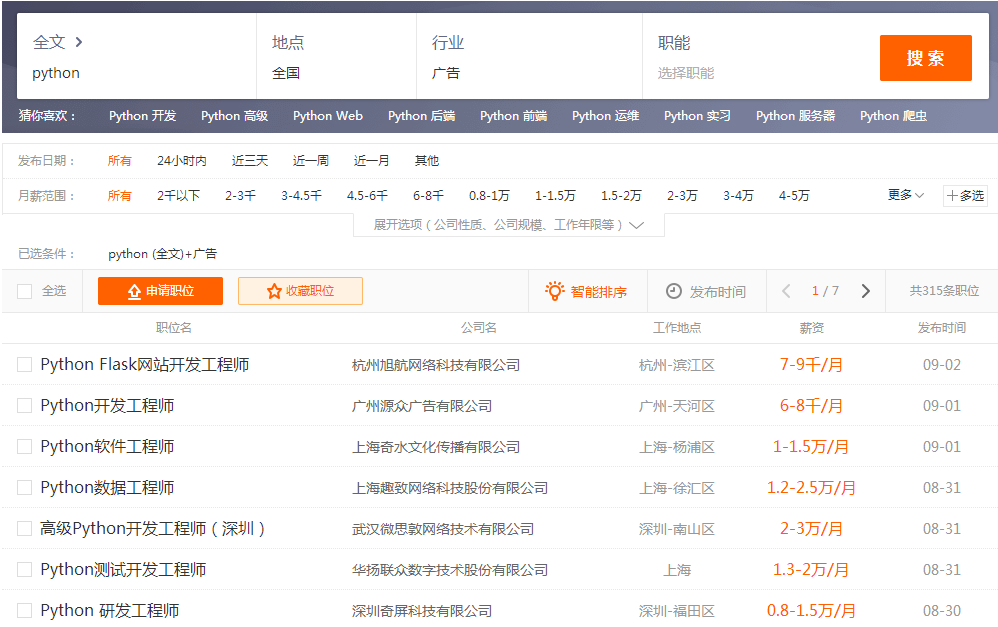 全文 地点 行业 职能
python 全国 广告 选择职能 搜索
猜你喜欢： Python 开发 Python 高级 Python Web Python 后端 Python 前端 Python 运维 Python 实习 Python 服务器 Python 爬虫
发布日期： 所有 24小时内 近三天 近一周 近一月 其他
月薪范围： 所有 2千以下 2-3千 3-4.5千 4.5-6千 6-8千 0.8-1万 1-1.5万 1.5-2万 2-3万 3-4万 4-5万 更多 十多选
展开选项（公司性质、公司规模、工作年限等）
已选条件： python (全文)+广告
全选 申请职位 收藏职位 智能排序 发布时间 1 / 7 共315条职位
职位名 公司名 工作地点 薪资 发布时间
Python Flask网站开发工程师 杭州旭航网络科技有限公司 杭州-滨江区 7-9千/月 09-02
Python开发工程师 广州源众广告有限公司 广州-天河区 6-8千/月 09-01
Python软件工程师 上海奇水文化传播有限公司 上海-杨浦区 1-1.5万/月 09-01
Python数据工程师 上海趣致网络科技股份有限公司 上海-徐汇区 1.2-2.5万/月 08-31
高级Python开发工程师（深圳） 武汉微思敦网络技术有限公司 深圳-南山区 2-3万/月 08-31
Python测试开发工程师 华扬联众数字技术股份有限公司 上海 1.3-2万/月 08-31
Python 研发工程师 深圳奇屏科技有限公司 深圳-福田区 0.8-1.5万/月 08-30